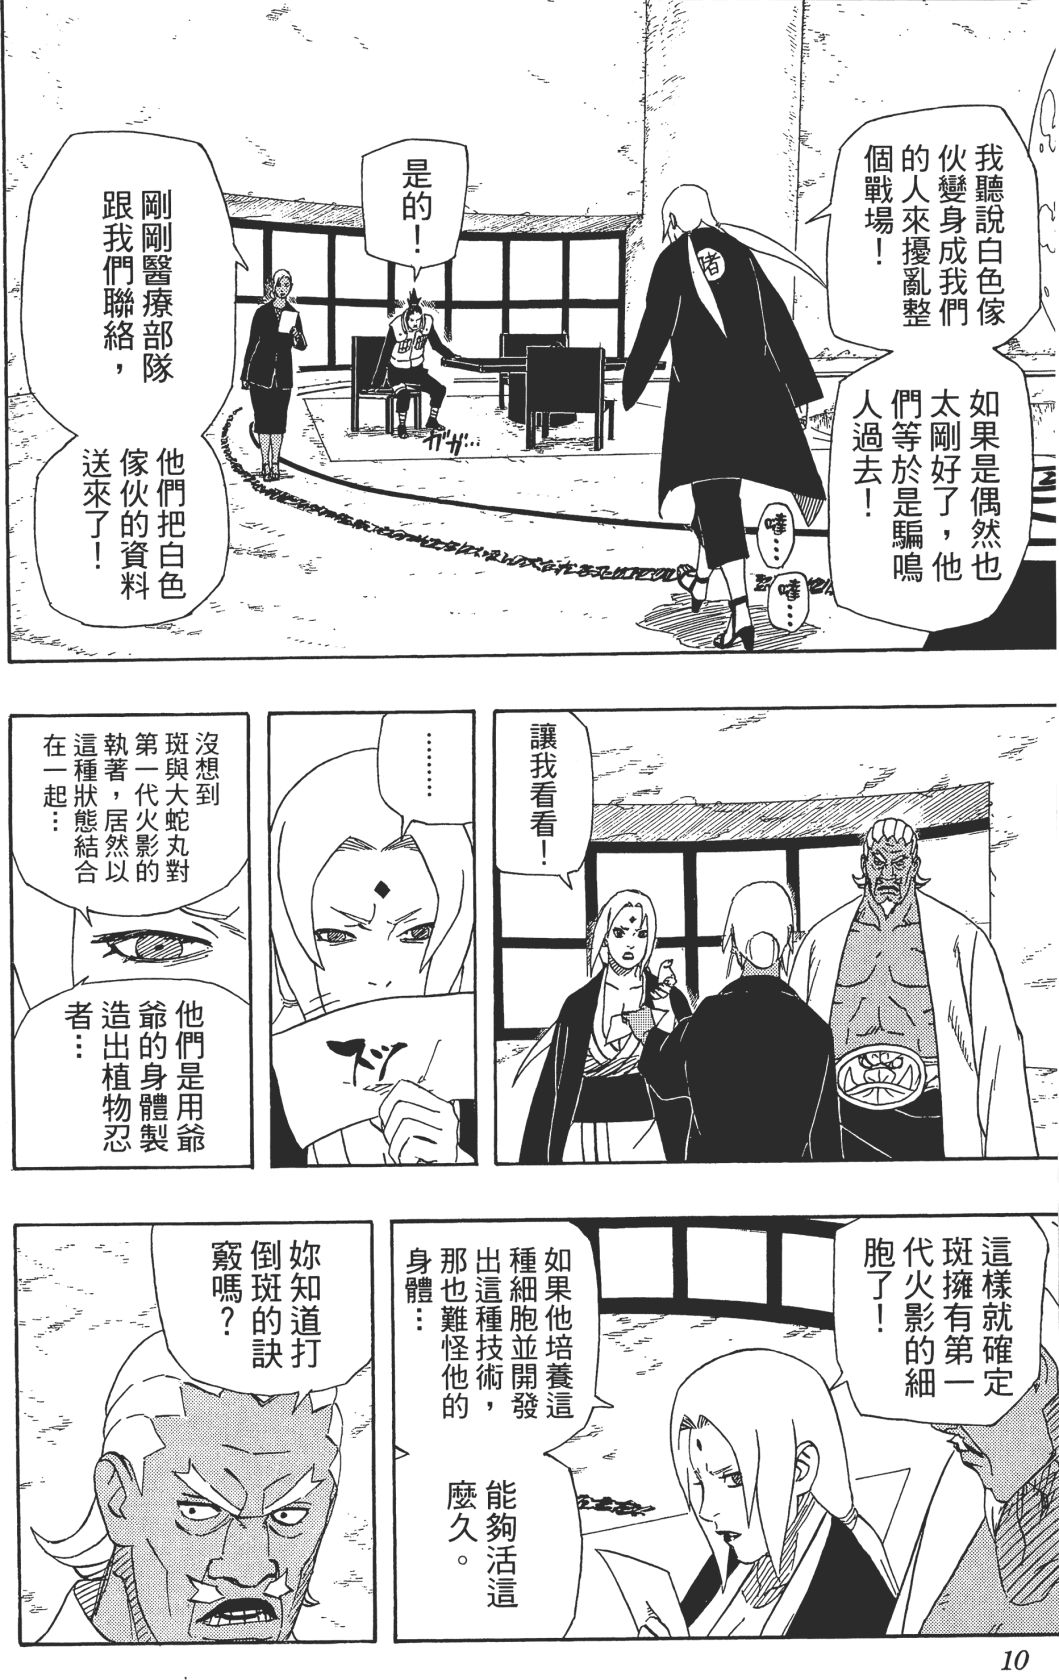 我聽說白色傢
伙變身成我們
的人來擾亂整
個戰場！
如果是偶然也
太剛好了，他
們等於是騙鳴
人過去！
是的！
剛剛醫療部隊
跟我們聯絡，
他們把白色
傢伙的資料
送來了！
賭
ガガ…
噠…
噠…
讓我看看！
………
ズッ
沒想到
斑與大蛇丸對
第一代火影的
執著，居然以
這種狀態結合
在一起…
他們是用爺
爺的身體製
造出植物忍
者…
這樣就確定
斑擁有第一
代火影的細
胞了！
如果他培養這
種細胞並開發
出這種技術，
那也難怪他的
身體…
能夠活這
麼久。
妳知道打
倒斑的訣
竅嗎？
10